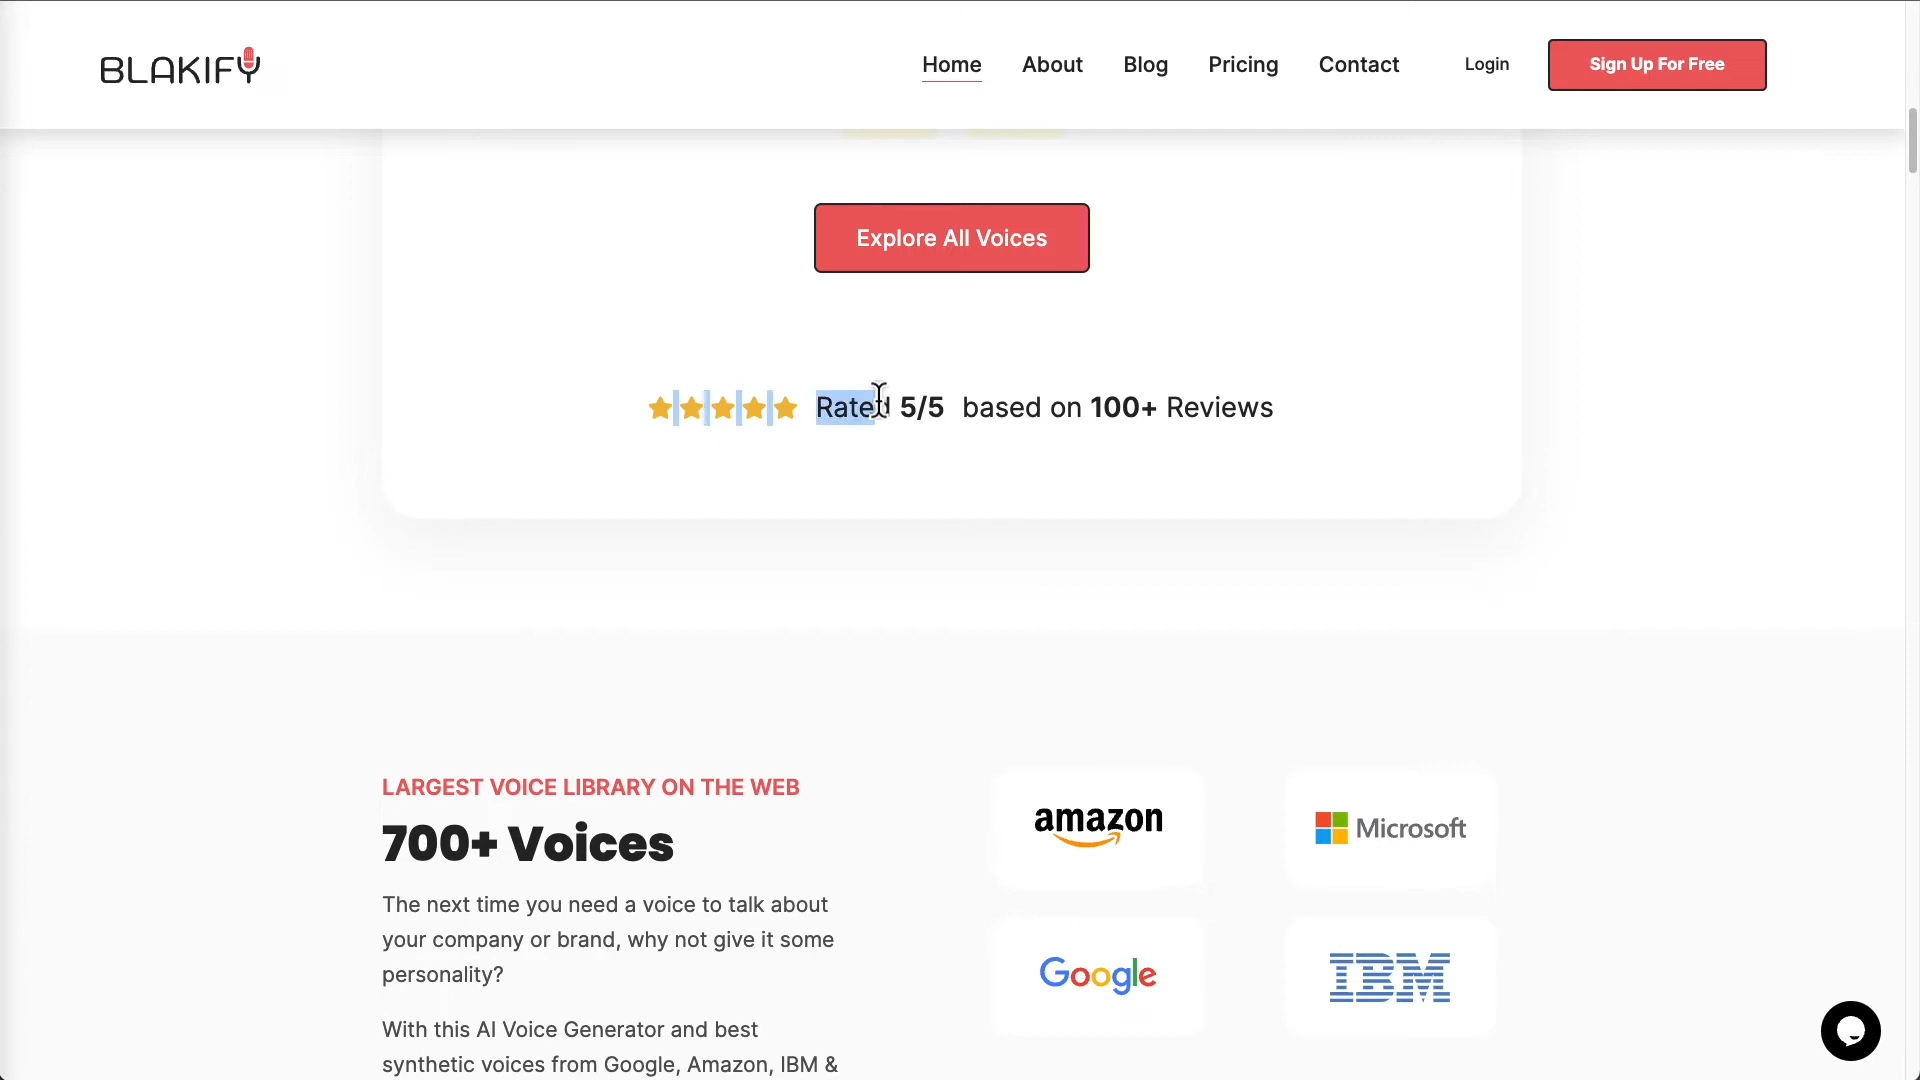 BLAKIFY
Home About Blog Pricing Contact Login Sign Up For Free
Explore All Voices
Rated 5/5 based on 100+ Reviews
LARGEST VOICE LIBRARY ON THE WEB
700+ Voices
The next time you need a voice to talk about
your company or brand, why not give it some
personality?
With this AI Voice Generator and best
synthetic voices from Google, Amazon, IBM &
amazon
Microsoft
Google
IBM